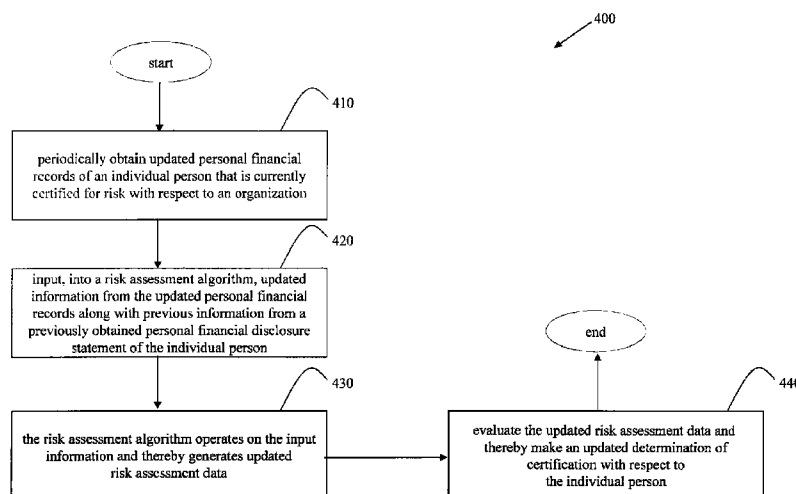 400
start
410
periodically obtain updated personal financial
records of an individual person that is currently
certified for risk with respect to an organization
420
input, into a risk assessment algorithm, updated
information from the updated personal financial
records along with previous information from a
previously obtained personal financial disclosure
statement of the individual person
430
the risk assessment algorithm operates on the input
information and thereby generates updated
risk assessment data
end
440
evaluate the updated risk assessment data and
thereby make an updated determination of
certification with respect to
the individual person